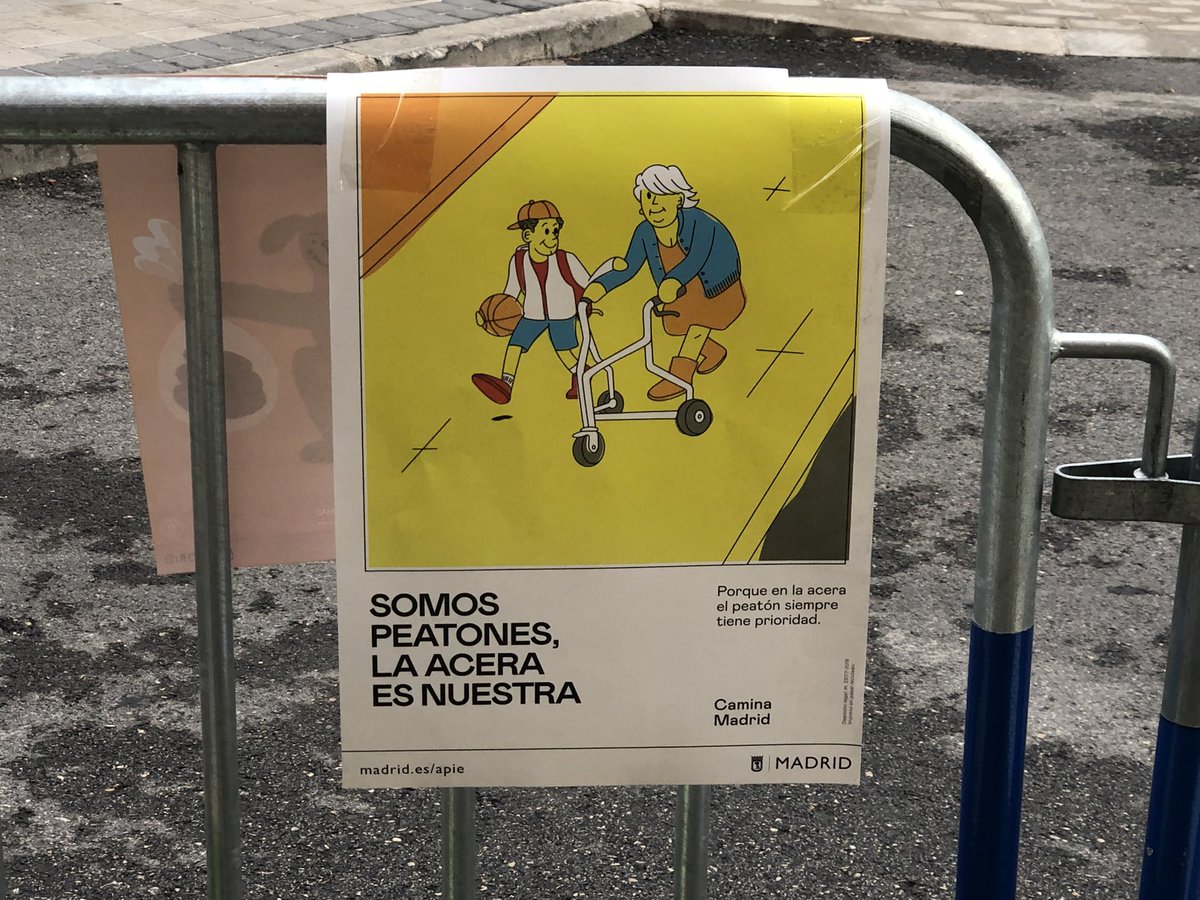 SOMOS
PEATONES,
LA ACERA
ES NUESTRA
Porque en la acera
el peatón siempre
tiene prioridad.
Camina
Madrid
madrid.es/apie
MADRID